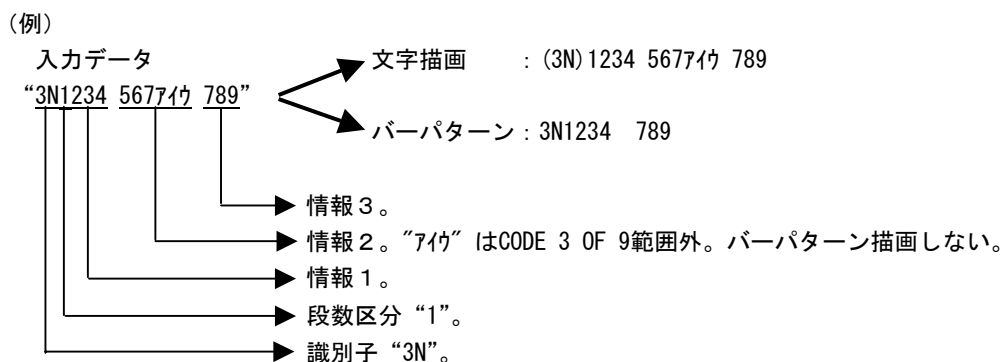 （例）
入力データ
“3N1234 567ｱｲｳ 789”
文字描画　　：(3N)1234 567ｱｲｳ 789
バーパターン：3N1234　789
情報３。
情報２。″ｱｲｳ″ はCODE 3 OF 9範囲外。バーパターン描画しない。
情報１。
段数区分“1”。
識別子“3N”。